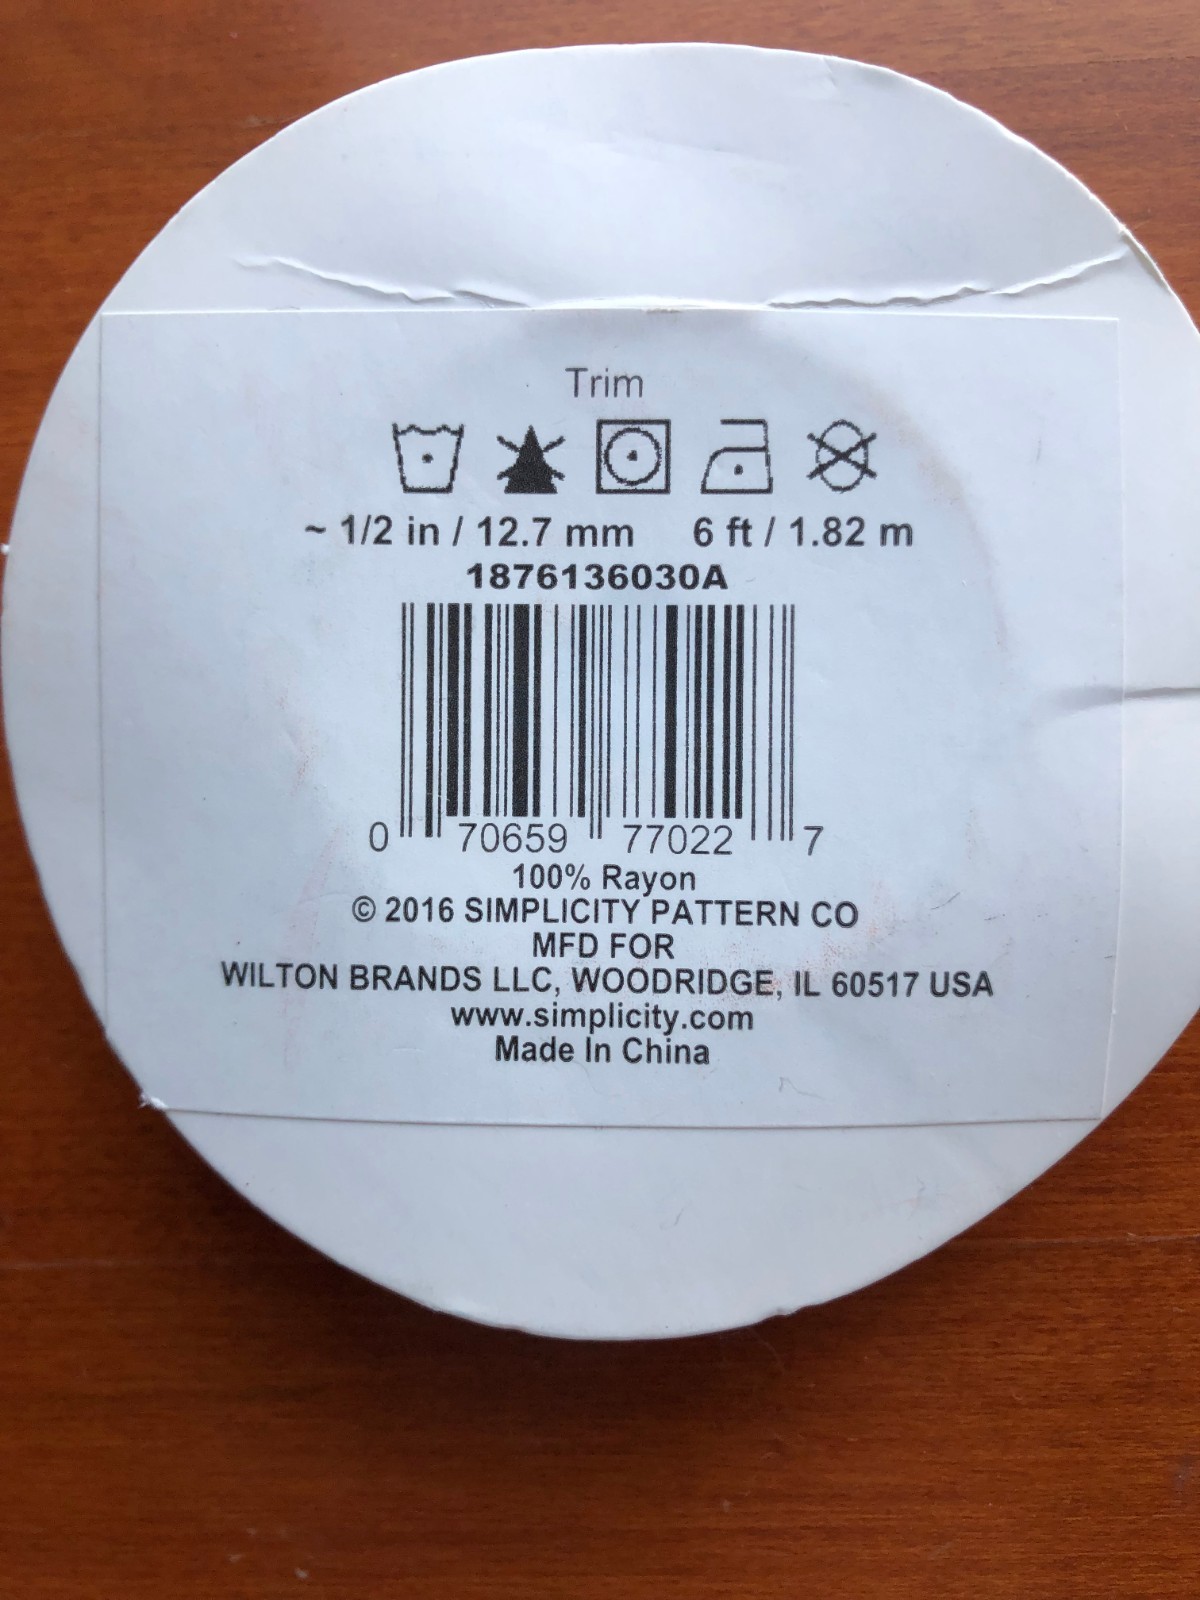 Trim
~ 1/2 in / 12.7 mm 6 ft / 1.82 m
1876136030A
0 70659 77022 7
100% Rayon
© 2016 SIMPLICITY PATTERN CO
MFD FOR
WILTON BRANDS LLC, WOODRIDGE, IL 60517 USA
www.simplicity.com
Made In China